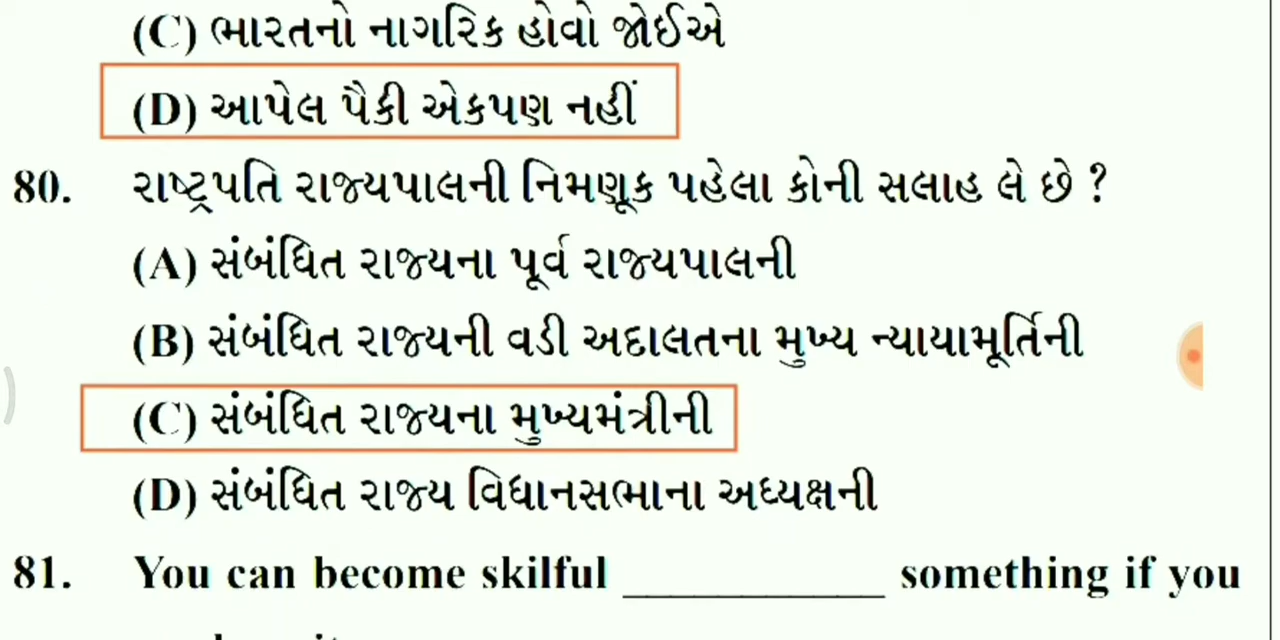 (C) ભારતનો નાગરિક હોવો જોઈએ
(D) આપેલ પૈકી એકપણ નહીં
80. રાષ્ટ્રપતિ રાજ્યપાલની નિમણૂક પહેલા કોની સલાહ લે છે ?
(A) સંબંધિત રાજ્યના પૂર્વ રાજ્યપાલની
(B) સંબંધિત રાજ્યની વડી અદાલતના મુખ્ય ન્યાયામૂર્તિની
(C) સંબંધિત રાજ્યના મુખ્યમંત્રીની
(D) સંબંધિત રાજ્ય વિધાનસભાના અધ્યક્ષની
81. You can become skilful ___________ something if you